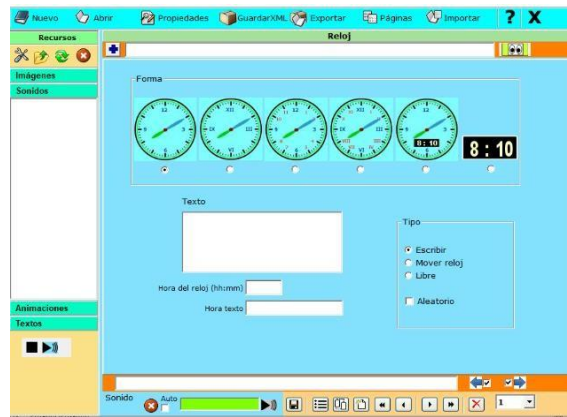 Nuevo Abrir Propiedades GuardarXML Exportar Páginas Importar ? X
Recursos
Reloj
Imágenes
Sonidos
Forma
8:10
8:10
Texto
Tipo
Escribir
Mover reloj
Libre
Hora del reloj (hh:mm)
Aleatorio
Hora texto
Animaciones
Textos
Sonido Auto 1